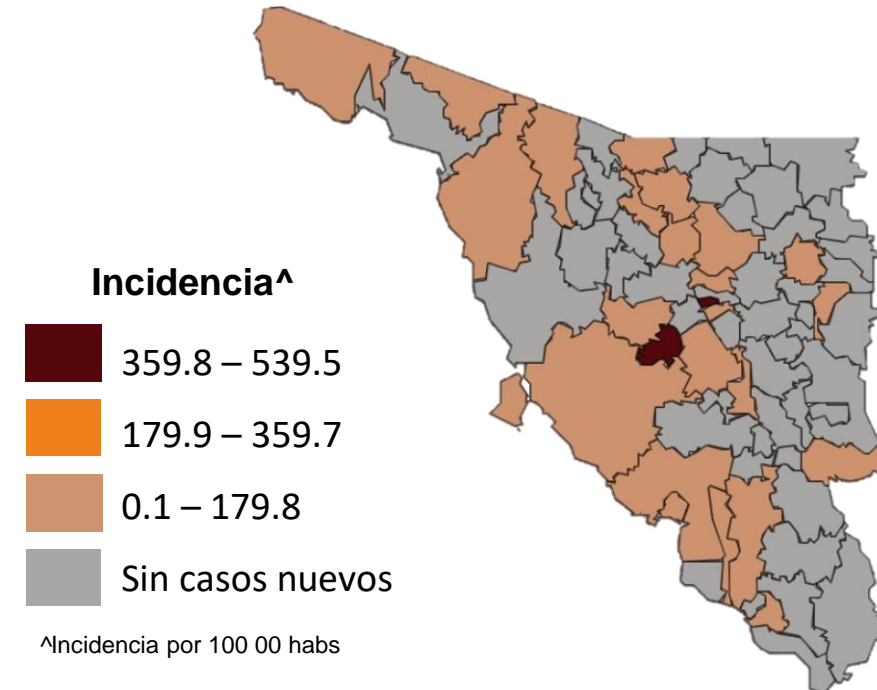 Incidencia^
359.8 – 539.5
179.9 – 359.7
0.1 – 179.8
Sin casos nuevos
^Incidencia por 100 00 habs